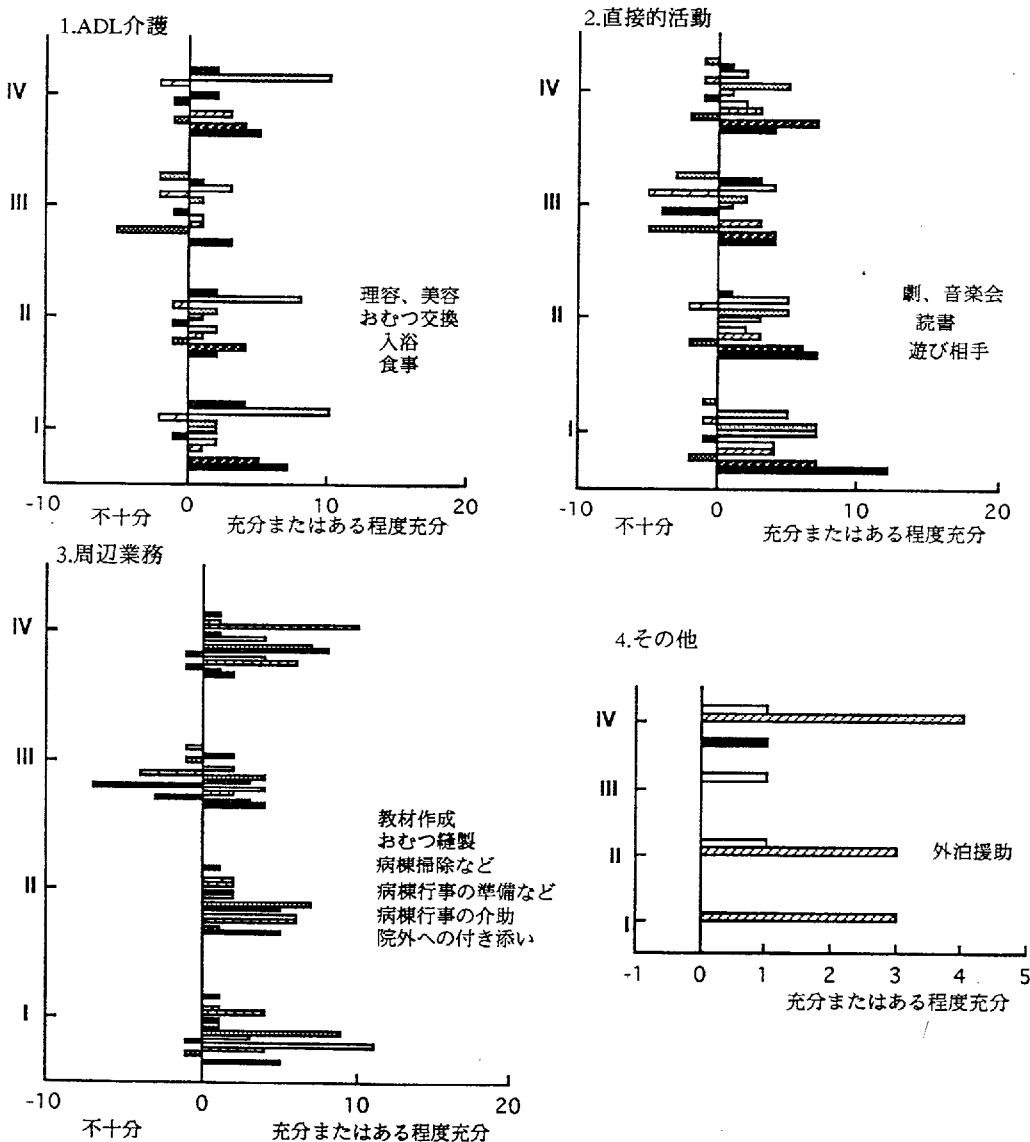 1.ADL介護
IV
III
II
I
理容、美容
おむつ交換
入浴
食事
-10 0 10 20
不十分 充分またはある程度充分
2.直接的活動
IV
III
II
I
劇、音楽会
読書
遊び相手
-10 0 10 20
不十分 充分またはある程度充分
3.周辺業務
IV
III
II
I
教材作成
おむつ縫製
病棟掃除など
病棟行事の準備など
病棟行事の介助
院外への付き添い
-10 0 10 20
不十分 充分またはある程度充分
4.その他
IV
III
II
I
外泊援助
-1 0 1 2 3 4 5
充分またはある程度充分